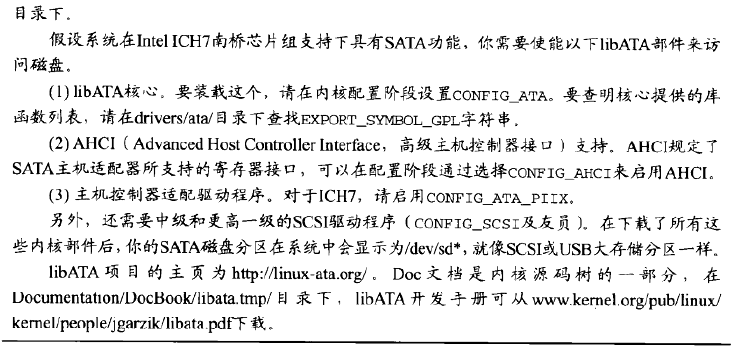 目录下。
假设系统在Intel ICH7南桥芯片组支持下具有SATA功能，你需要使能以下libATA部件来访
问磁盘。
(1) libATA核心。要装载这个，请在内核配置阶段设置CONFIG_ATA。要查明核心提供的库
函数列表，请在drivers/ata/目录下查找EXPORT_SYMBOL_GPL字符串。
(2) AHCI（Advanced Host Controller Interface，高级主机控制器接口）支持。AHCI规定了
SATA主机适配器所支持的寄存器接口，可以在配置阶段通过选择CONFIG_AHCI来启用AHCI。
(3) 主机控制器适配驱动程序。对于ICH7，请启用CONFIG_ATA_PIIX。
另外，还需要中级和更高一级的SCSI驱动程序（CONFIG_SCSI及友员）。在下载了所有这
些内核部件后，你的SATA磁盘分区在系统中会显示为/dev/sd*，就像SCSI或USB大存储分区一样。
libATA项目的主页为http://linux-ata.org/。Doc文档是内核源码树的一部分，在
Documentation/DocBook/libata.tmp/目录下，libATA开发手册可从www.kernel.org/pub/linux/
kernel/people/jgarzik/libata.pdf下载。